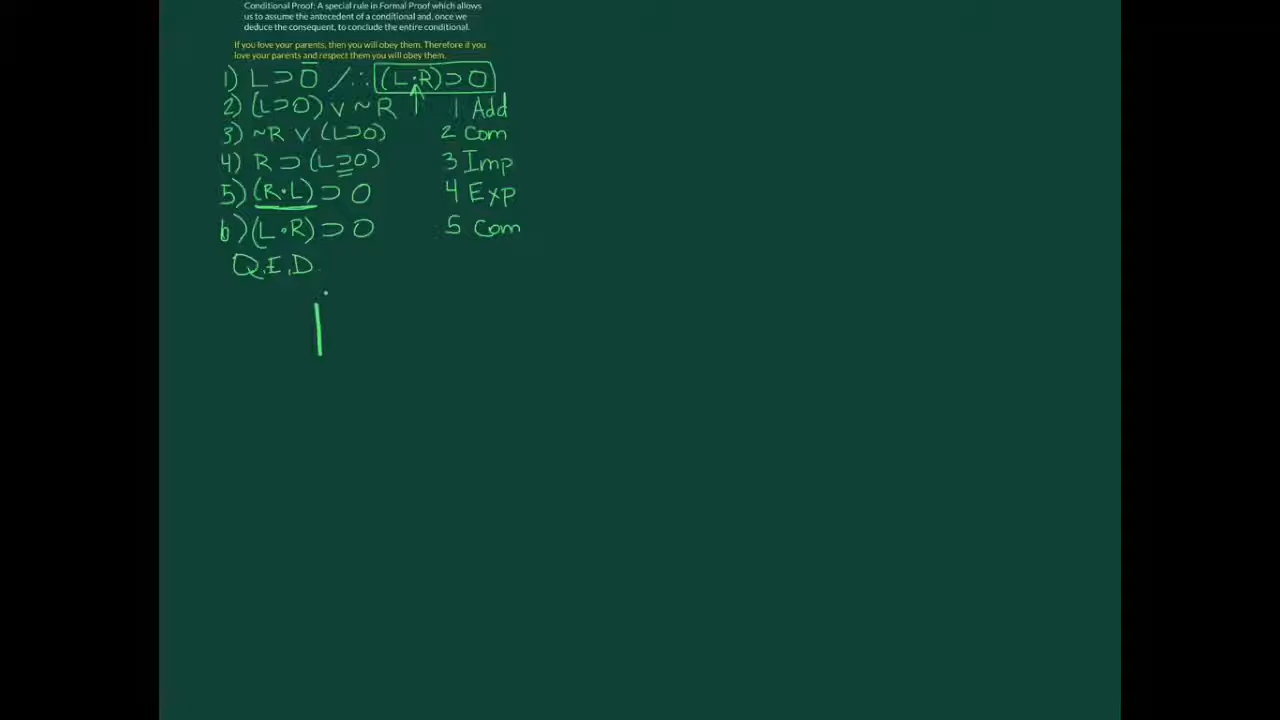 Conditional Proof: A special rule in Formal Proof which allows
us to assume the antecedent of a conditional and, once we
deduce the consequent, to conclude the entire conditional.
If you love your parents, then you will obey them. Therefore if you
love your parents and respect them you will obey them.
1) L ⊃ O /∴ (L · R) ⊃ O
2) (L ⊃ O) v ~R 1 Add
3) ~R v (L ⊃ O) 2 Com
4) R ⊃ (L ⊃ O) 3 Imp
5) (R · L) ⊃ O 4 Exp
6) (L · R) ⊃ O 5 Com
Q.E.D.